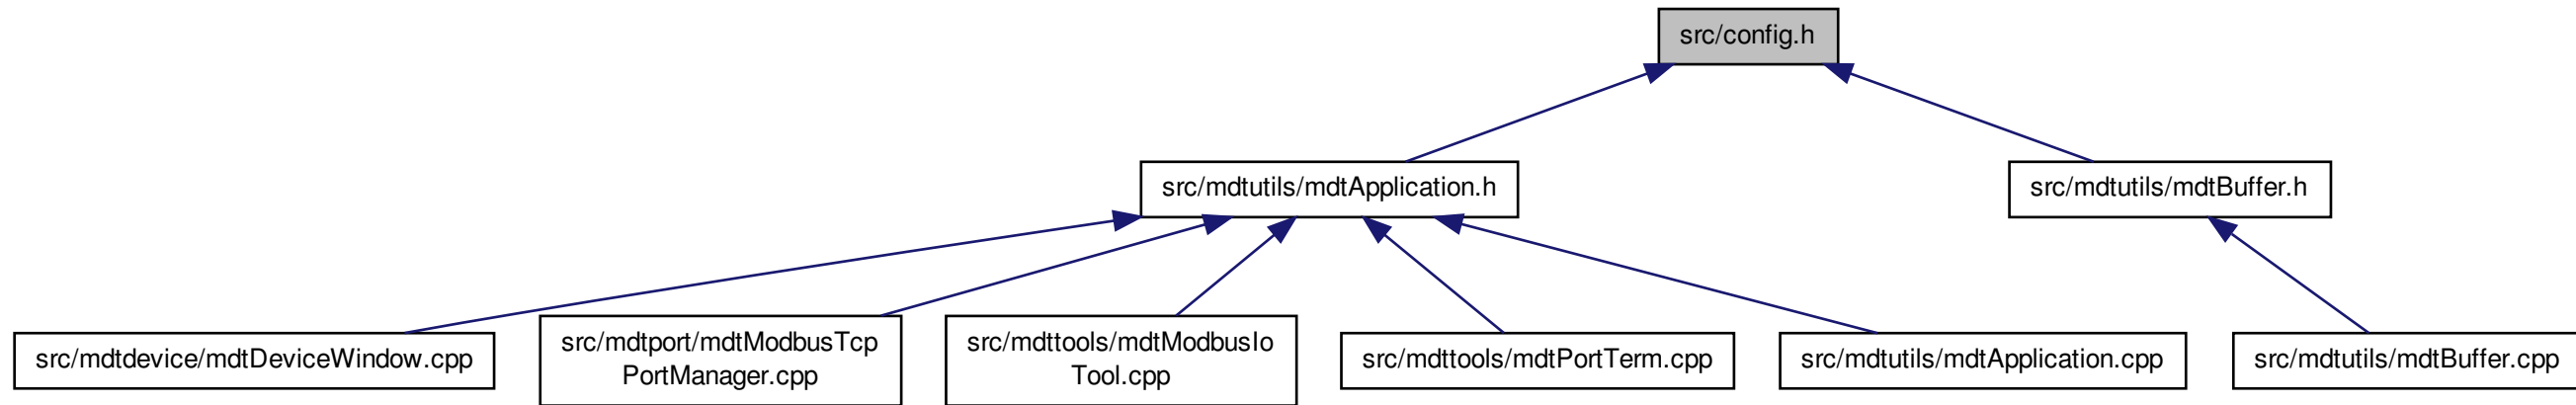 src/config.h
src/mdtutils/mdtApplication.h
src/mdtutils/mdtBuffer.h
src/mdtdevice/mdtDeviceWindow.cpp
src/mdtport/mdtModbusTcp
PortManager.cpp
src/mdttools/mdtModbusIo
Tool.cpp
src/mdttools/mdtPortTerm.cpp
src/mdtutils/mdtApplication.cpp
src/mdtutils/mdtBuffer.cpp